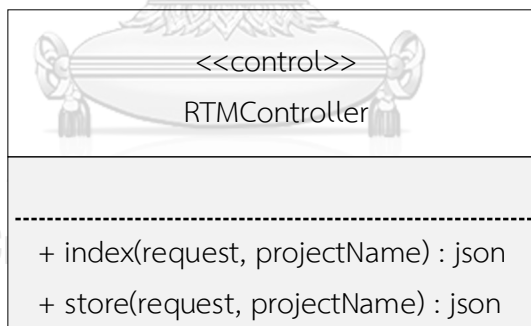 <<control>>
RTMController
+ index(request, projectName) : json
+ store(request, projectName) : json